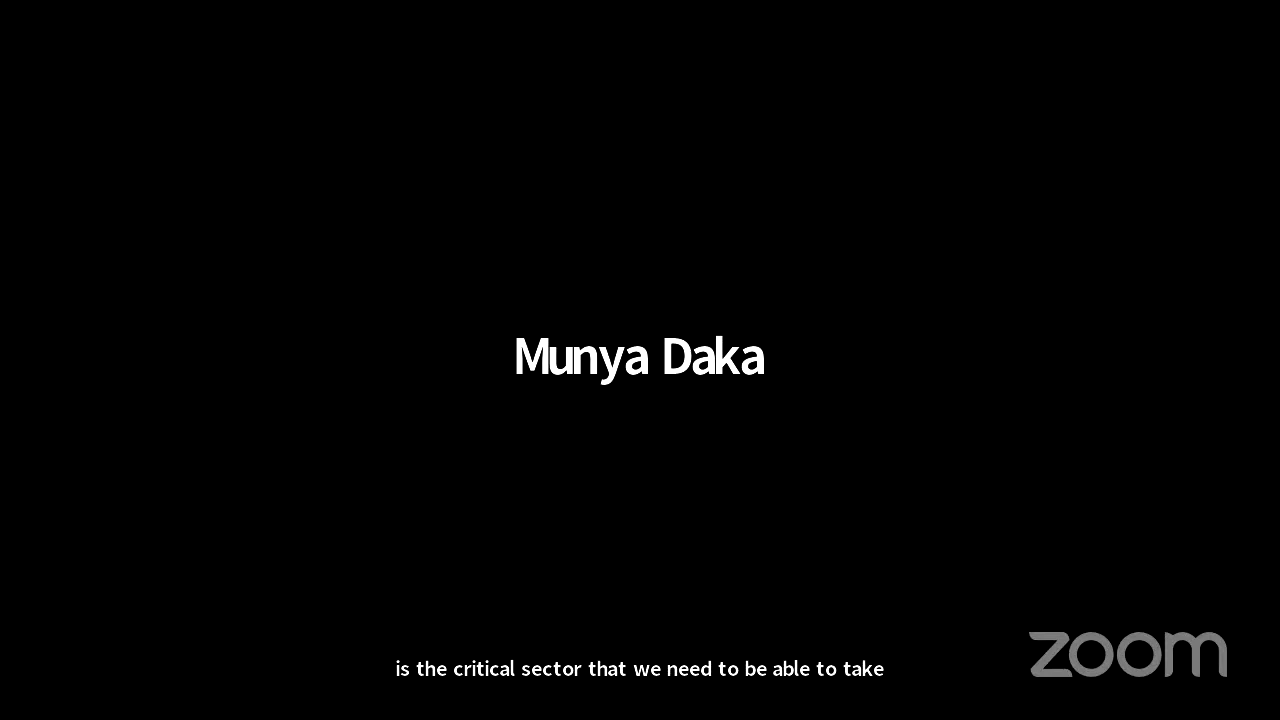 Munya Daka
is the critical sector that we need to be able to take
zoom